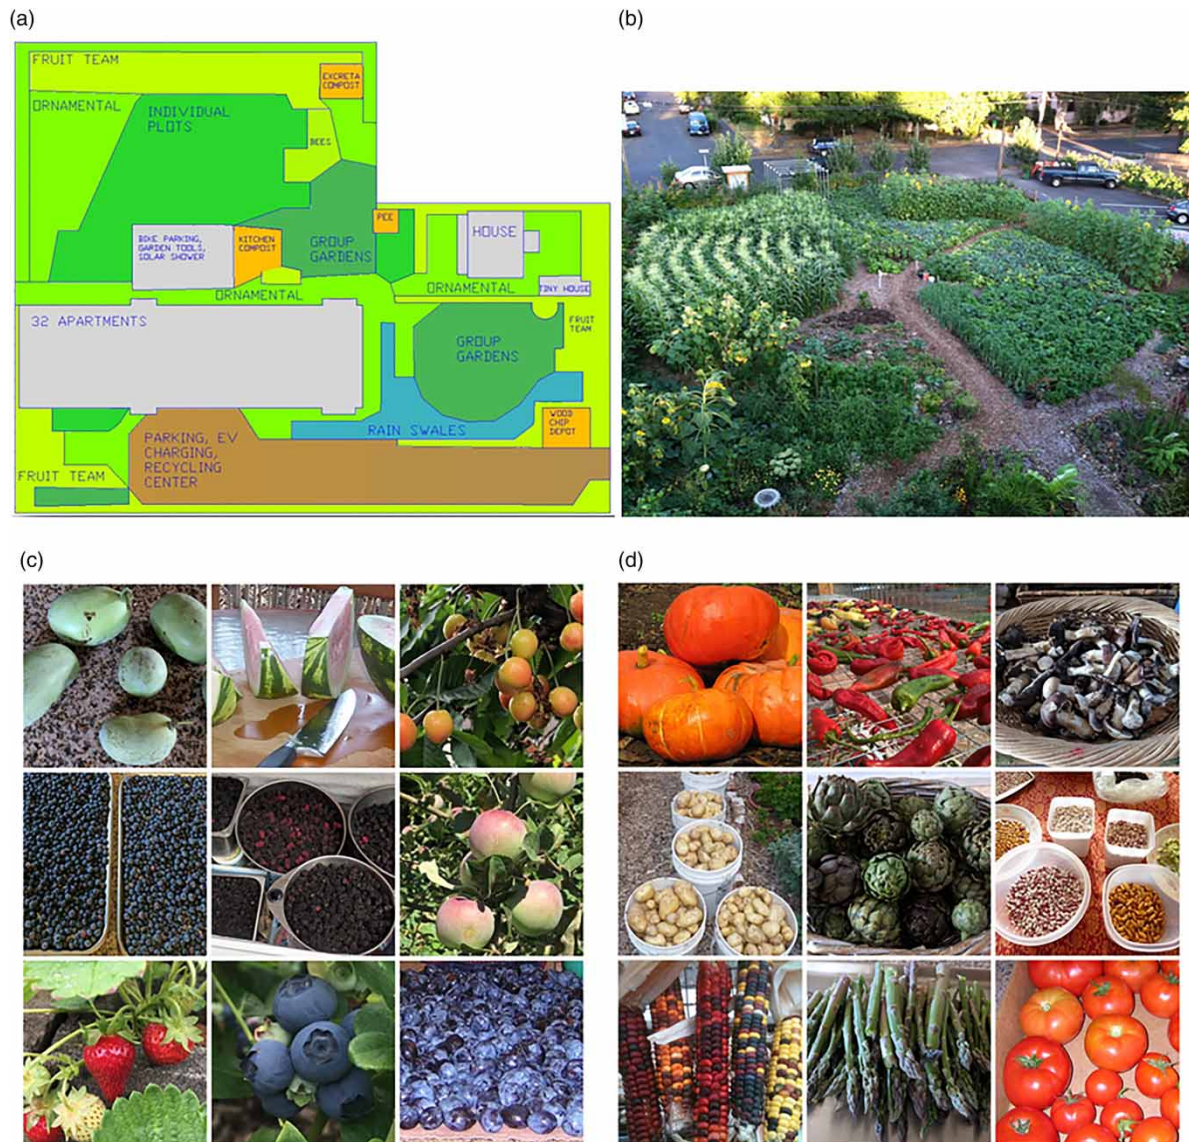 (a)
(b)
FRUIT TEAM
EXCRETA
COMPOST
ORNAMENTAL
INDIVIDUAL
PLOTS
BEES
PEE
BIKE PARKING,
GARDEN TOOLS,
SOLAR SHOWER
KITCHEN
COMPOST
GROUP
GARDENS
HOUSE
ORNAMENTAL
ORNAMENTAL
TINY HOUSE
32 APARTMENTS
FRUIT
TEAM
GROUP
GARDENS
RAIN SWALES
WOOD
CHIP
DEPOT
PARKING, EV
CHARGING,
RECYCLING
CENTER
FRUIT TEAM
(c)
(d)